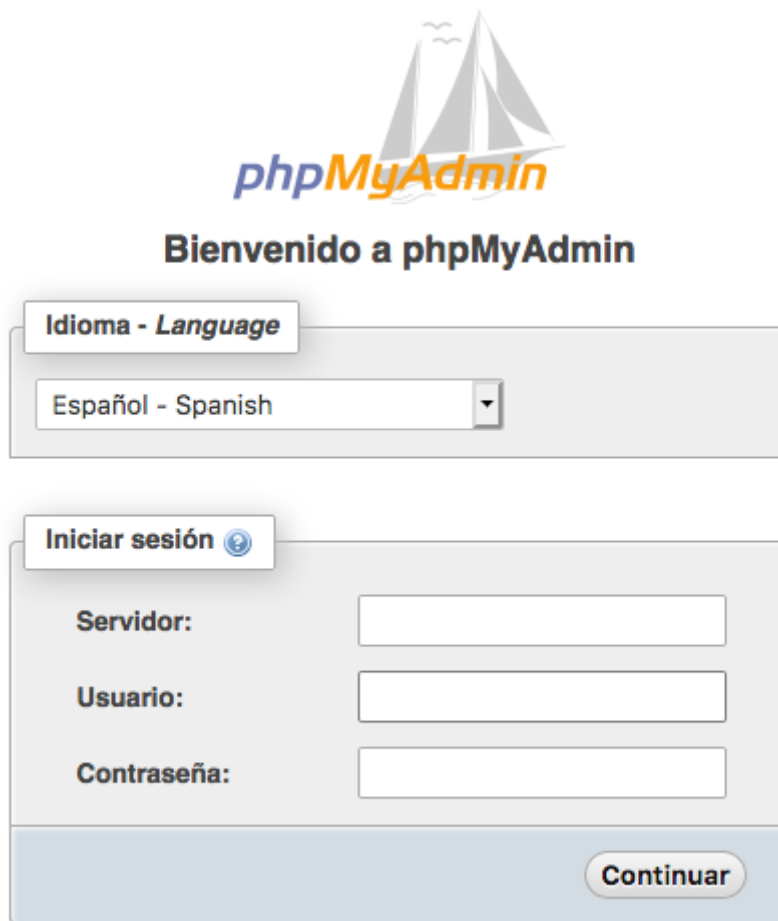 phpMyAdmin
Bienvenido a phpMyAdmin
Idioma - Language
Español - Spanish
Iniciar sesión
Servidor:
Usuario:
Contraseña:
Continuar